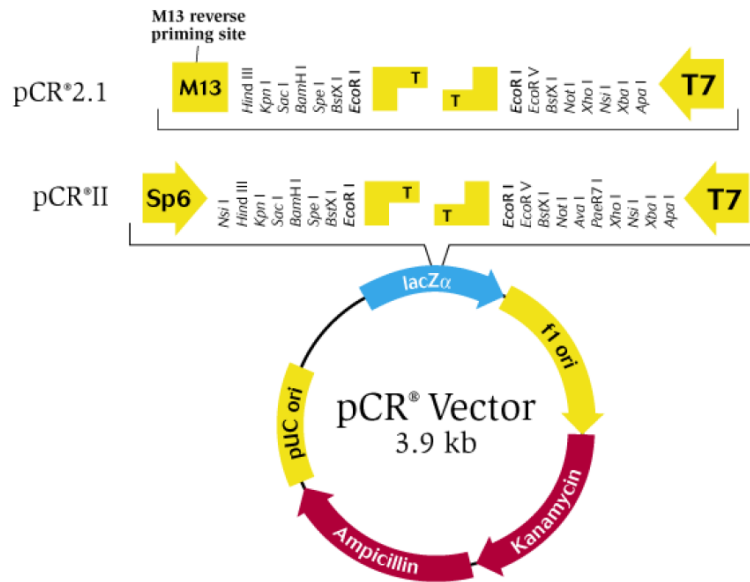 M13 reverse
priming site
pCR®2.1
M13
Hind III
Kpn I
Sac I
BamH I
Spe I
BstX I
EcoR I
T
T
EcoR I
EcoR V
BstX I
Not I
Xho I
Nsi I
Xba I
Apa I
T7
pCR®II
Sp6
Nsi I
Hind III
Kpn I
Sac I
BamH I
Spe I
BstX I
EcoR I
T
T
EcoR I
EcoR V
BstX I
Not I
Ava I
PaeR7 I
Xho I
Nsi I
Xba I
Apa I
T7
lacZα
f1 ori
pUC ori
pCR® Vector
3.9 kb
Kanamycin
Ampicillin